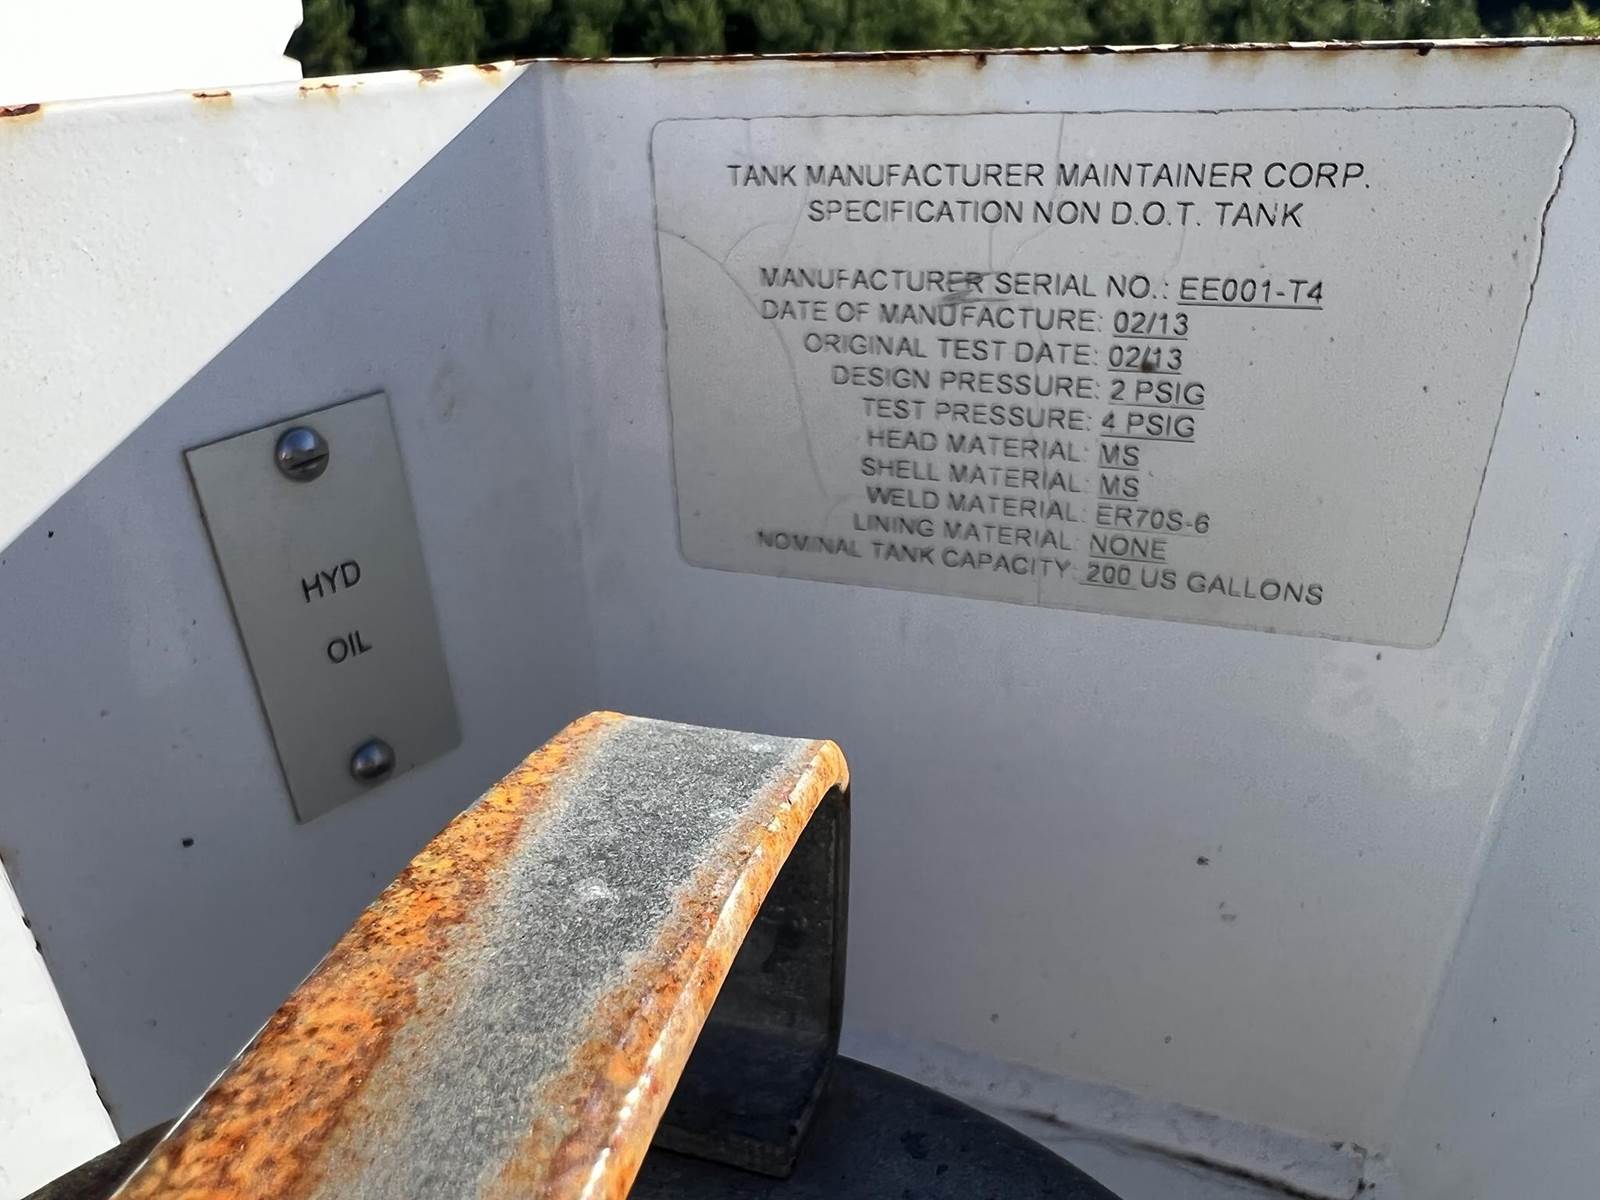 TANK MANUFACTURER MAINTAINER CORP.
SPECIFICATION NON D.O.T. TANK
MANUFACTURER SERIAL NO.: EE001-T4
DATE OF MANUFACTURE: 02/13
ORIGINAL TEST DATE: 02/13
DESIGN PRESSURE: 2 PSIG
TEST PRESSURE: 4 PSIG
HEAD MATERIAL: MS
SHELL MATERIAL: MS
WELD MATERIAL: ER70S-6
LINING MATERIAL: NONE
NOMINAL TANK CAPACITY: 200 US GALLONS
HYD
OIL